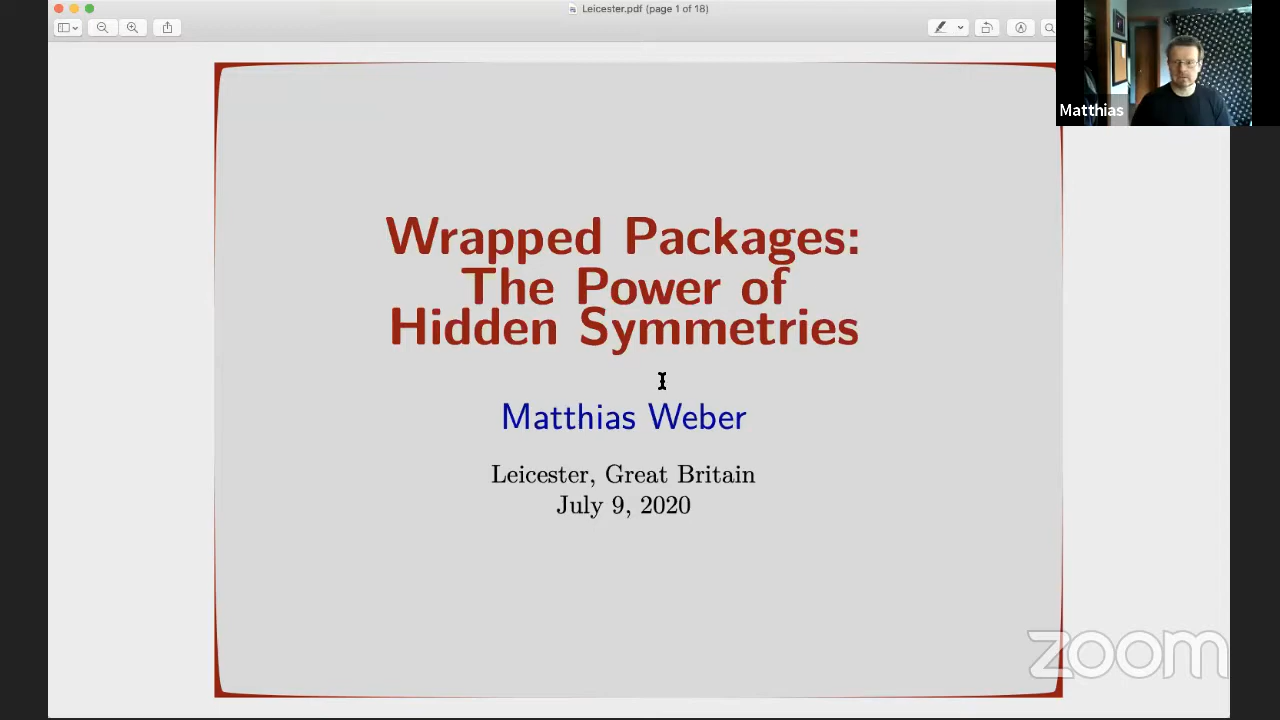 Leicester.pdf (page 1 of 18)
Matthias
Wrapped Packages:
The Power of
Hidden Symmetries
Matthias Weber
Leicester, Great Britain
July 9, 2020
zoom